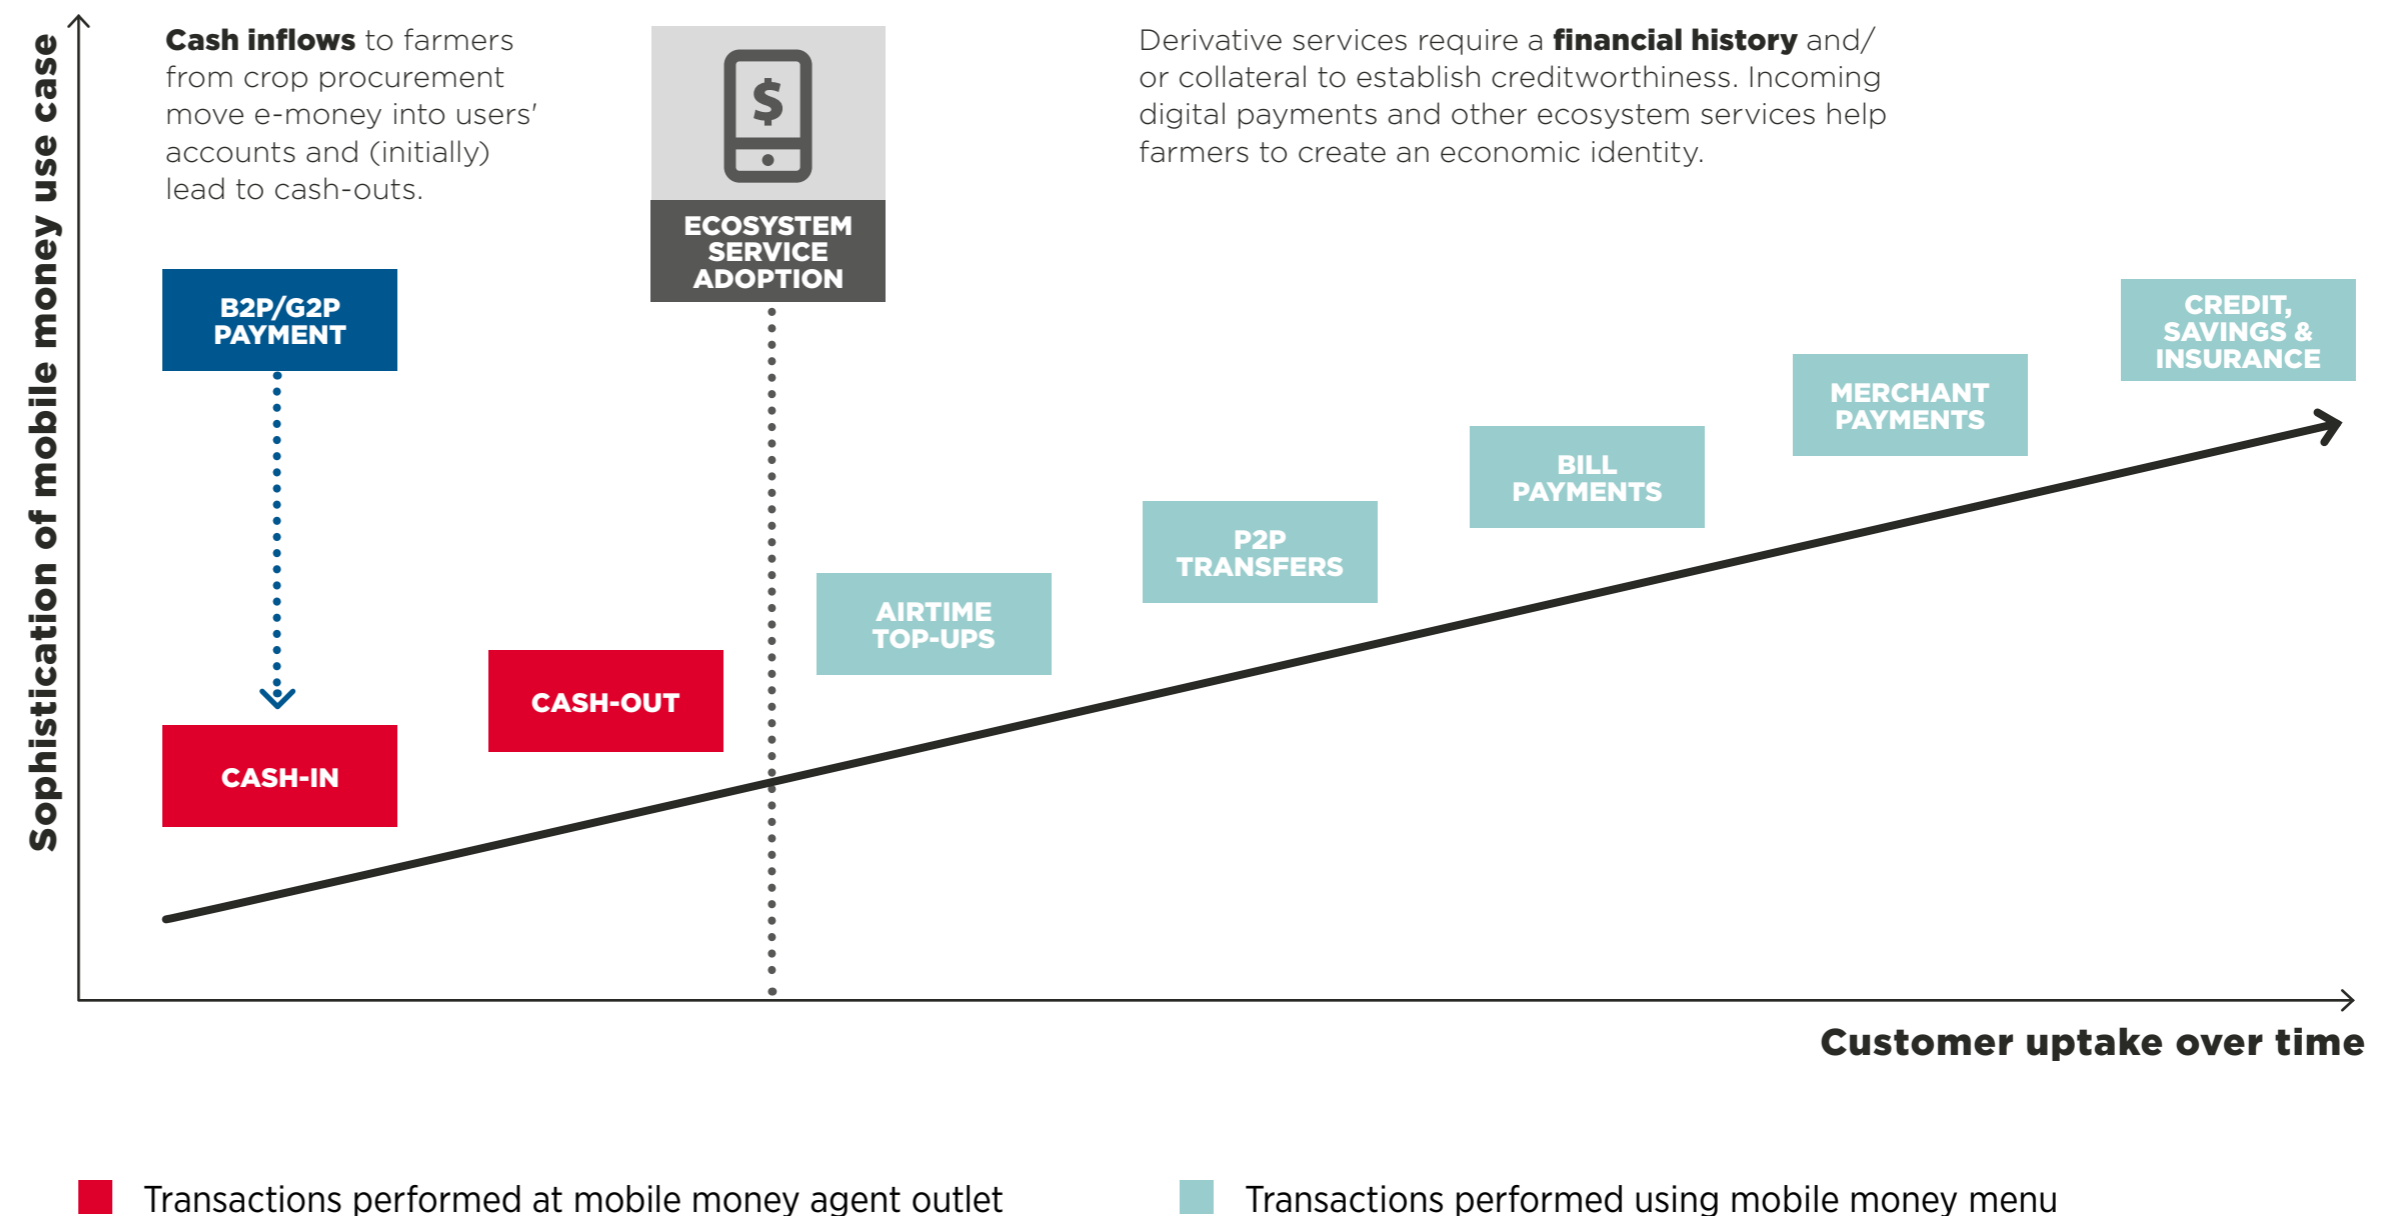 Sophistication of mobile money use case
Cash inflows to farmers
from crop procurement
move e-money into users'
accounts and (initially)
lead to cash-outs.
$
ECOSYSTEM
SERVICE
ADOPTION
Derivative services require a financial history and/
or collateral to establish creditworthiness. Incoming
digital payments and other ecosystem services help
farmers to create an economic identity.
B2P/G2P
PAYMENT
CASH-IN
CASH-OUT
AIRTIME
TOP-UPS
P2P
TRANSFERS
BILL
PAYMENTS
MERCHANT
PAYMENTS
CREDIT,
SAVINGS &
INSURANCE
Customer uptake over time
Transactions performed at mobile money agent outlet
Transactions performed using mobile money menu